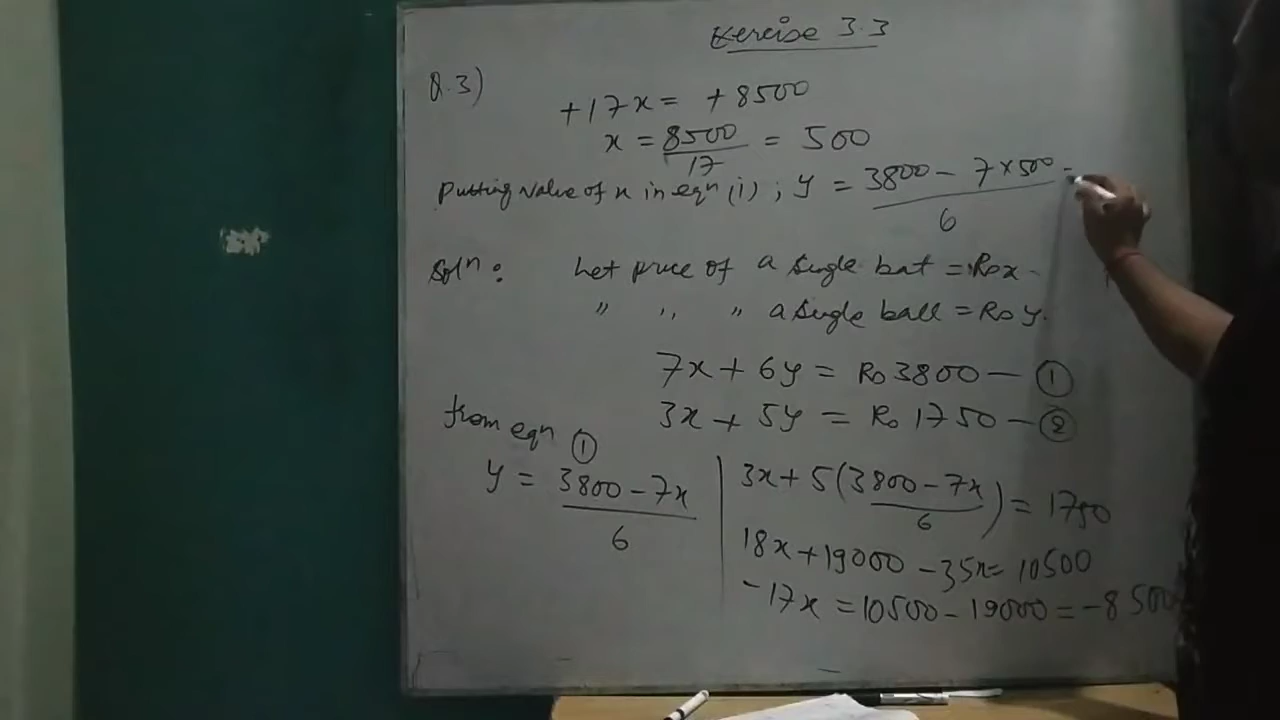 Exercise 3.3
Q.3)
+17x = +8500
x = 8500/17 = 500
Putting value of x in eqn (i) ; y = 3800 - 7×500/6 =
Soln : Let price of a single bat = Rs x.
" " " a single ball = Rs y.
7x + 6y = Rs 3800 — ①
3x + 5y = Rs 1750 — ②
from eqn ①
y = 3800 - 7x/6
3x + 5(3800 - 7x/6) = 1750
18x + 19000 - 35x = 10500
-17x = 10500 - 19000 = -8500